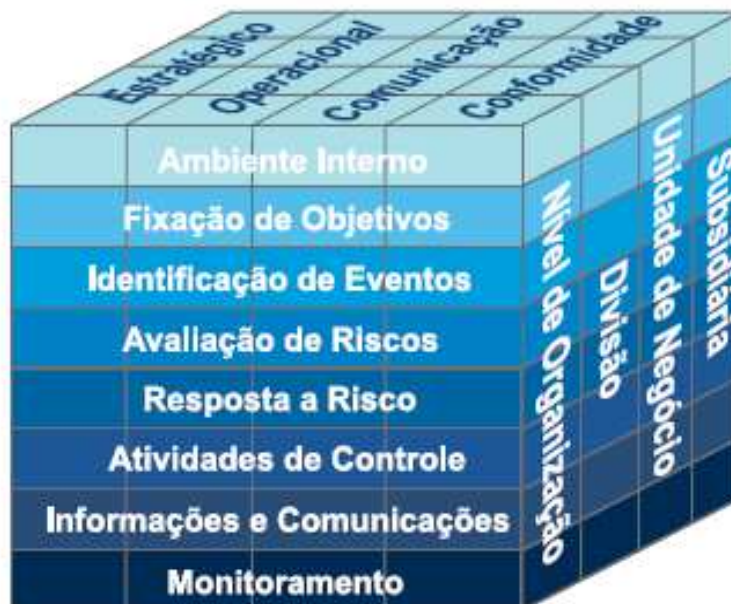 Estratégico
Operacional
Comunicação
Conformidade
Ambiente Interno
Fixação de Objetivos
Identificação de Eventos
Avaliação de Riscos
Resposta a Risco
Atividades de Controle
Informações e Comunicações
Monitoramento
Nível de Organização
Divisão
Unidade de Negócio
Subsidiária